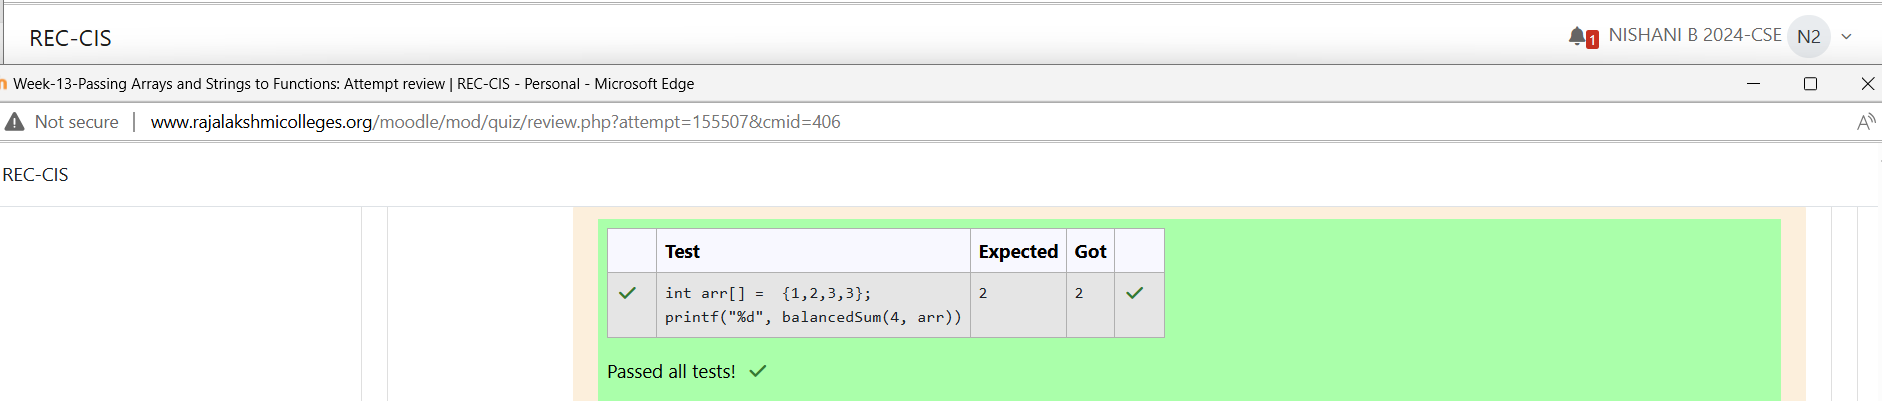 REC-CIS
1 NISHANI B 2024-CSE N2
Week-13-Passing Arrays and Strings to Functions: Attempt review | REC-CIS - Personal - Microsoft Edge
Not secure | www.rajalakshmicolleges.org/moodle/mod/quiz/review.php?attempt=155507&cmid=406
REC-CIS
Test Expected Got
int arr[] =  {1,2,3,3}; 2 2
printf("%d", balancedSum(4, arr))
Passed all tests!